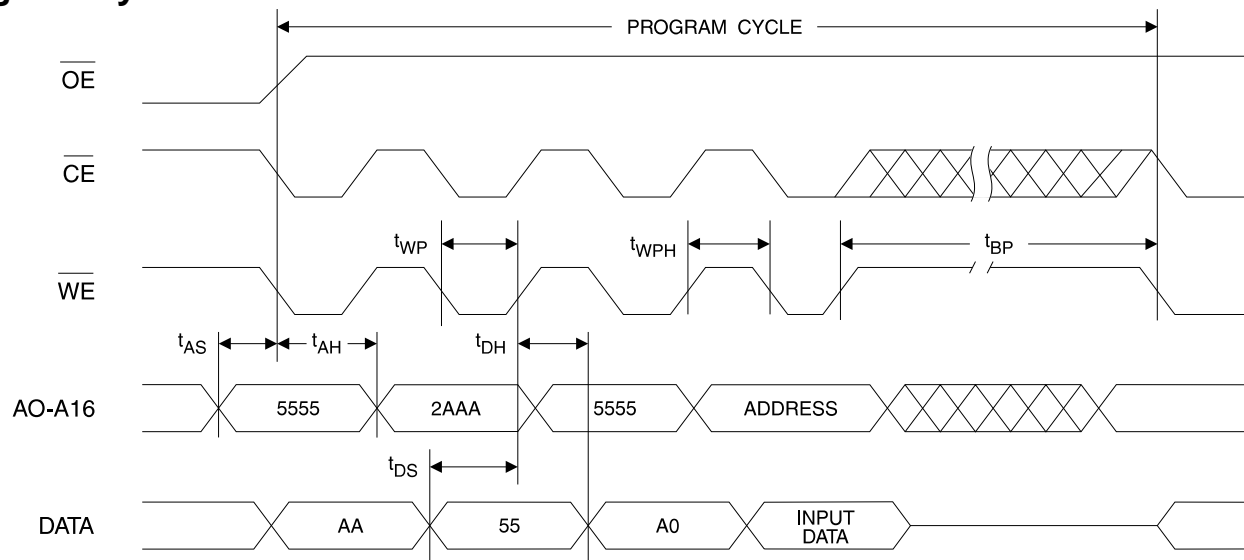 PROGRAM CYCLE
OE
CE
tWP
tWPH
tBP
WE
tAS
tAH
tDH
AO-A16
5555
2AAA
5555
ADDRESS
tDS
DATA
AA
55
A0
INPUT
DATA